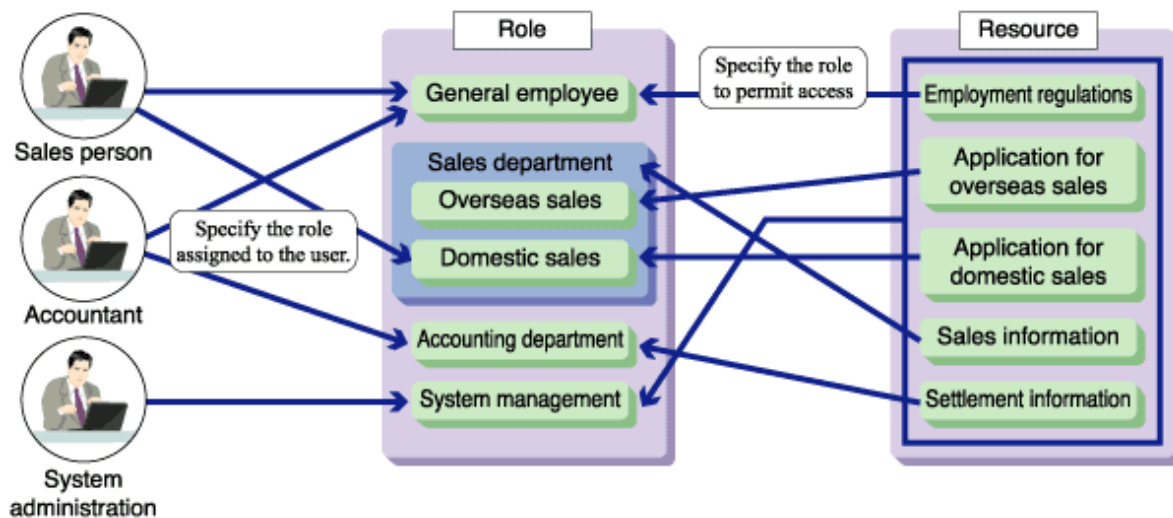 Role
Resource
Specify the role
to permit access
General employee
Employment regulations
Sales person
Sales department
Application for
overseas sales
Overseas sales
Specify the role
assigned to the user.
Domestic sales
Application for
domestic sales
Accountant
Accounting department
Sales information
System management
Settlement information
System
administration